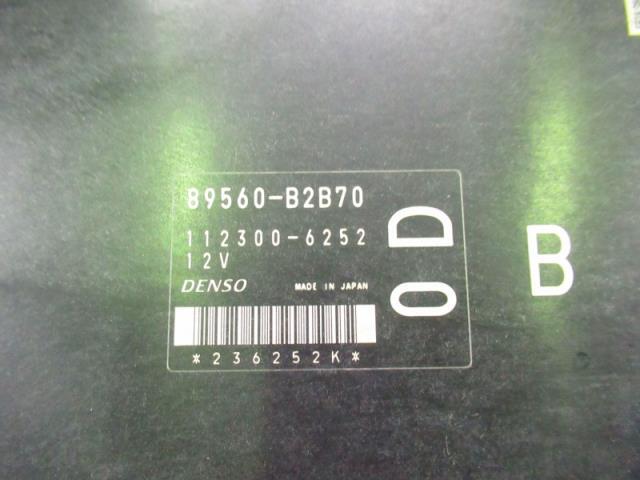 89560-B2B70
112300-6252
12V
DENSO MADE IN JAPAN
*236252K*
0D
B